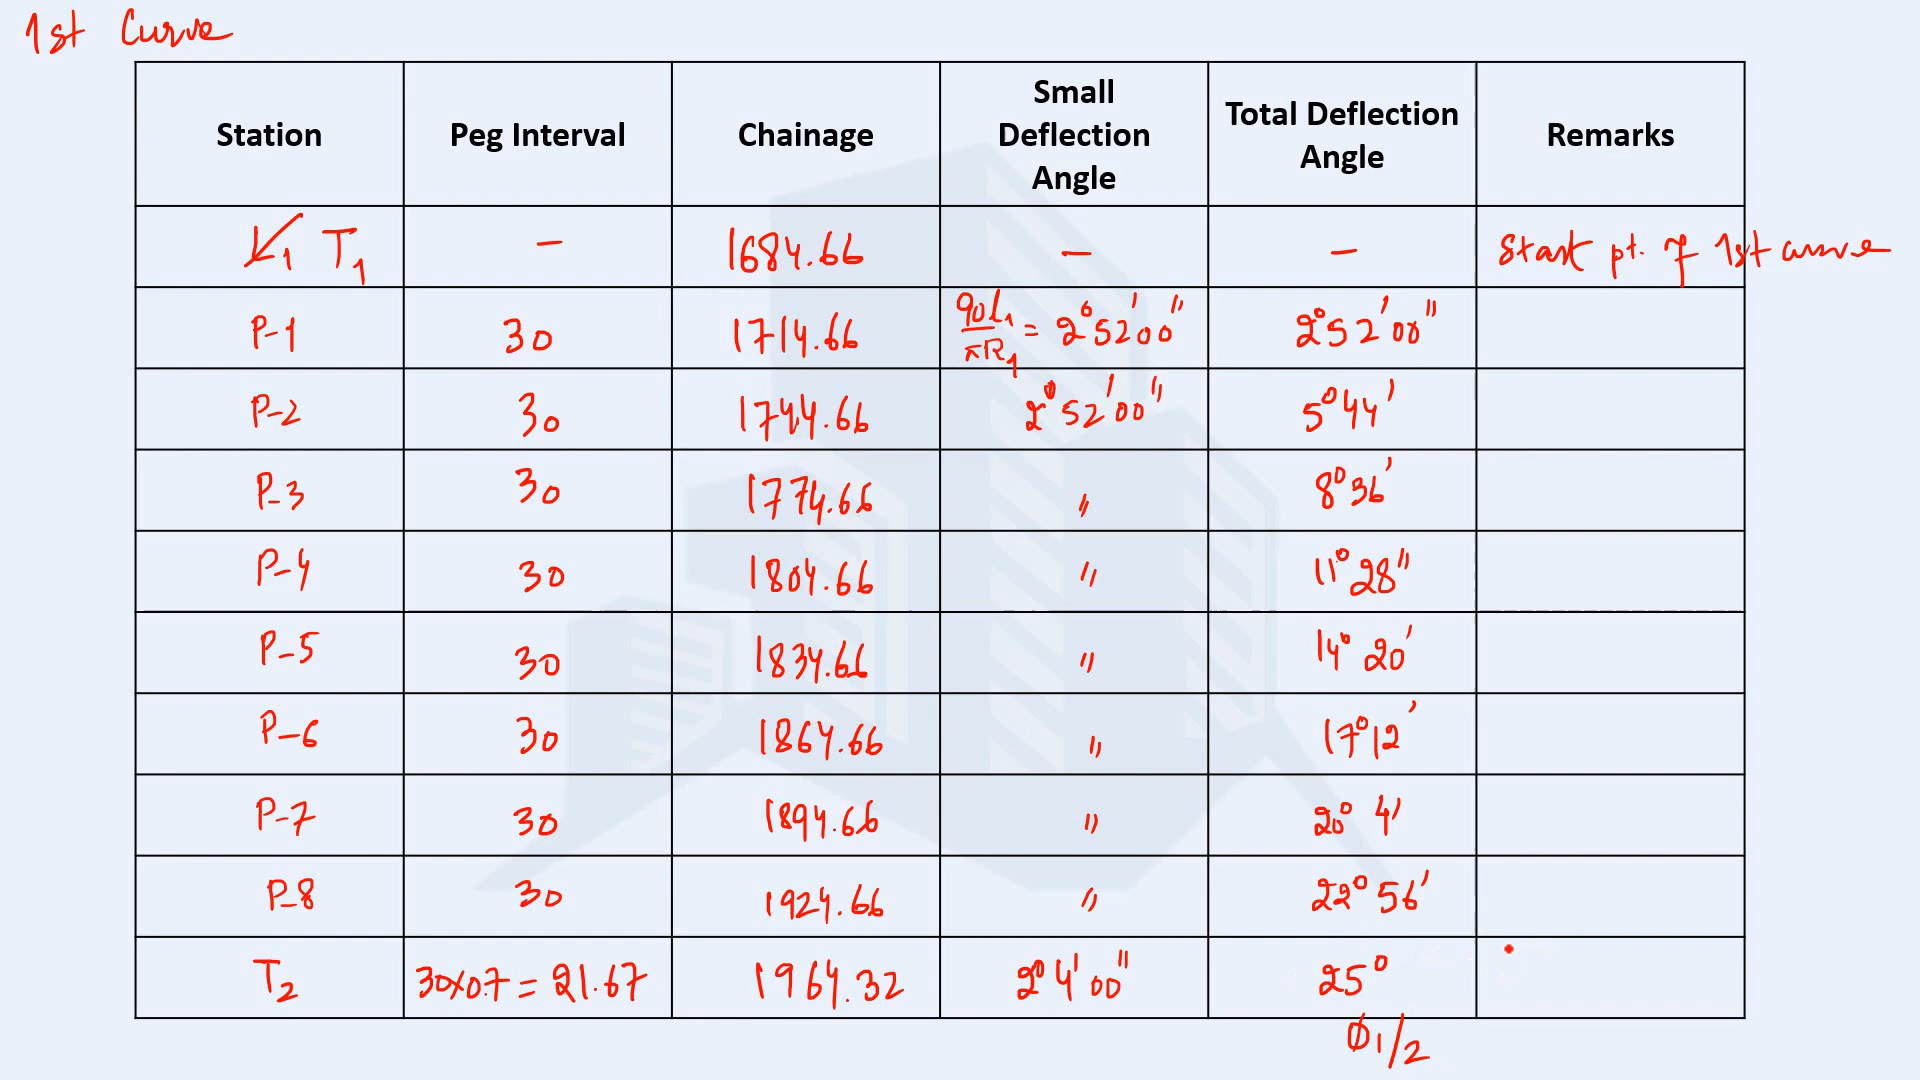 1st Curve
Station Peg Interval Chainage Small Deflection Angle Total Deflection Angle Remarks
T1 - 1684.66 - - Start pt. of 1st curve
P-1 30 1714.66 90l1/πR1 = 2°52'00" 2°52'00"
P-2 30 1744.66 2°52'00" 5°44'
P-3 30 1774.66 " 8°36'
P-4 30 1804.66 " 11°28"
P-5 30 1834.66 " 14°20'
P-6 30 1864.66 " 17°12'
P-7 30 1894.66 " 20°4'
P-8 30 1924.66 " 22°56'
T2 30×0.7 = 21.67 1964.32 2°4'00" 25°
Ø1/2